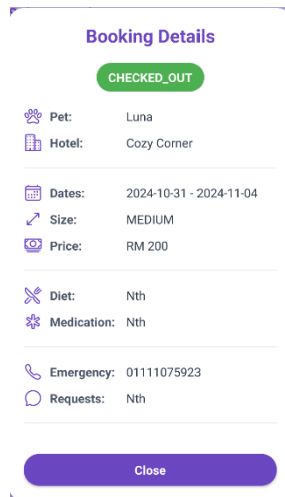 Booking Details
CHECKED_OUT
Pet: Luna
Hotel: Cozy Corner
Dates: 2024-10-31 - 2024-11-04
Size: MEDIUM
Price: RM 200
Diet: Nth
Medication: Nth
Emergency: 01111075923
Requests: Nth
Close